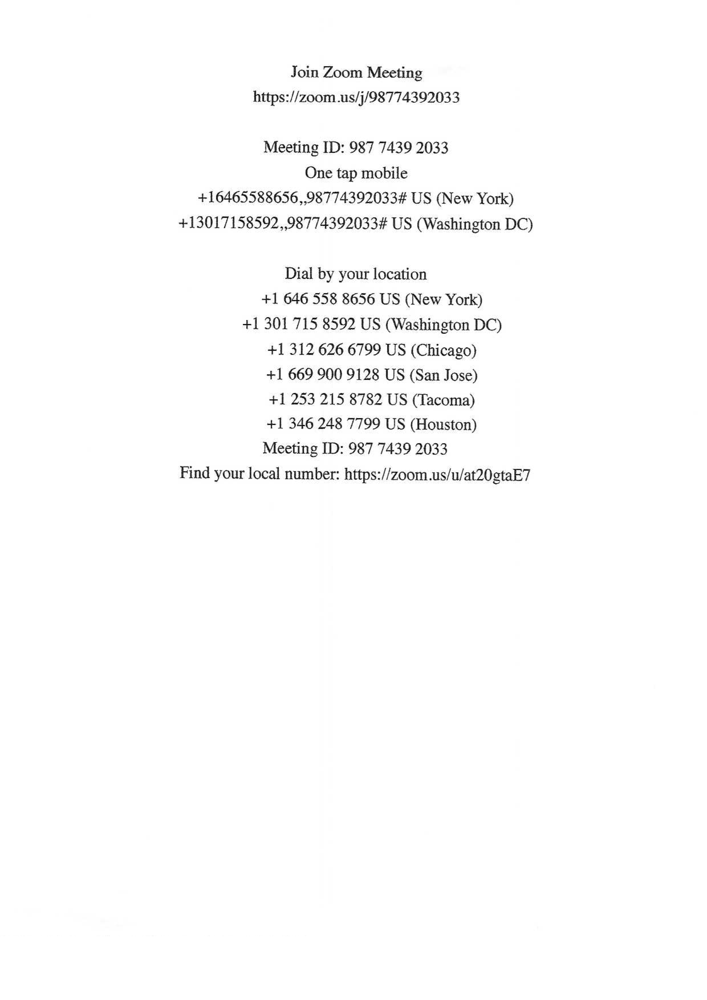 Join Zoom Meeting
https://zoom.us/j/98774392033
Meeting ID: 987 7439 2033
One tap mobile
+16465588656,,98774392033# US (New York)
+13017158592,,98774392033# US (Washington DC)
Dial by your location
+1 646 558 8656 US (New York)
+1 301 715 8592 US (Washington DC)
+1 312 626 6799 US (Chicago)
+1 669 900 9128 US (San Jose)
+1 253 215 8782 US (Tacoma)
+1 346 248 7799 US (Houston)
Meeting ID: 987 7439 2033
Find your local number: https://zoom.us/u/at20gtaE7